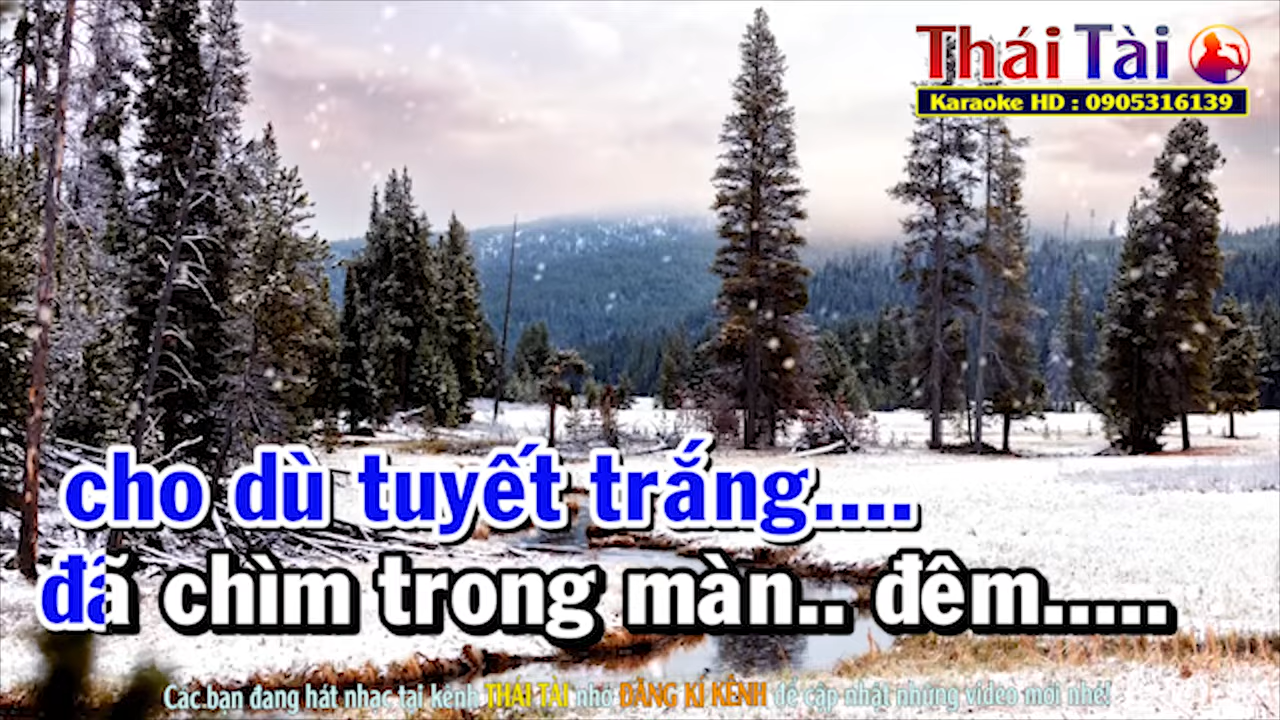 Thái Tài
Karaoke HD : 0905316139
cho dù tuyết trắng....
đã chìm trong màn.. đêm.....
Các bạn đang hát nhạc tại kênh THÁI TÀI nhớ ĐĂNG KÍ KÊNH để cập nhật những video mới nhé!